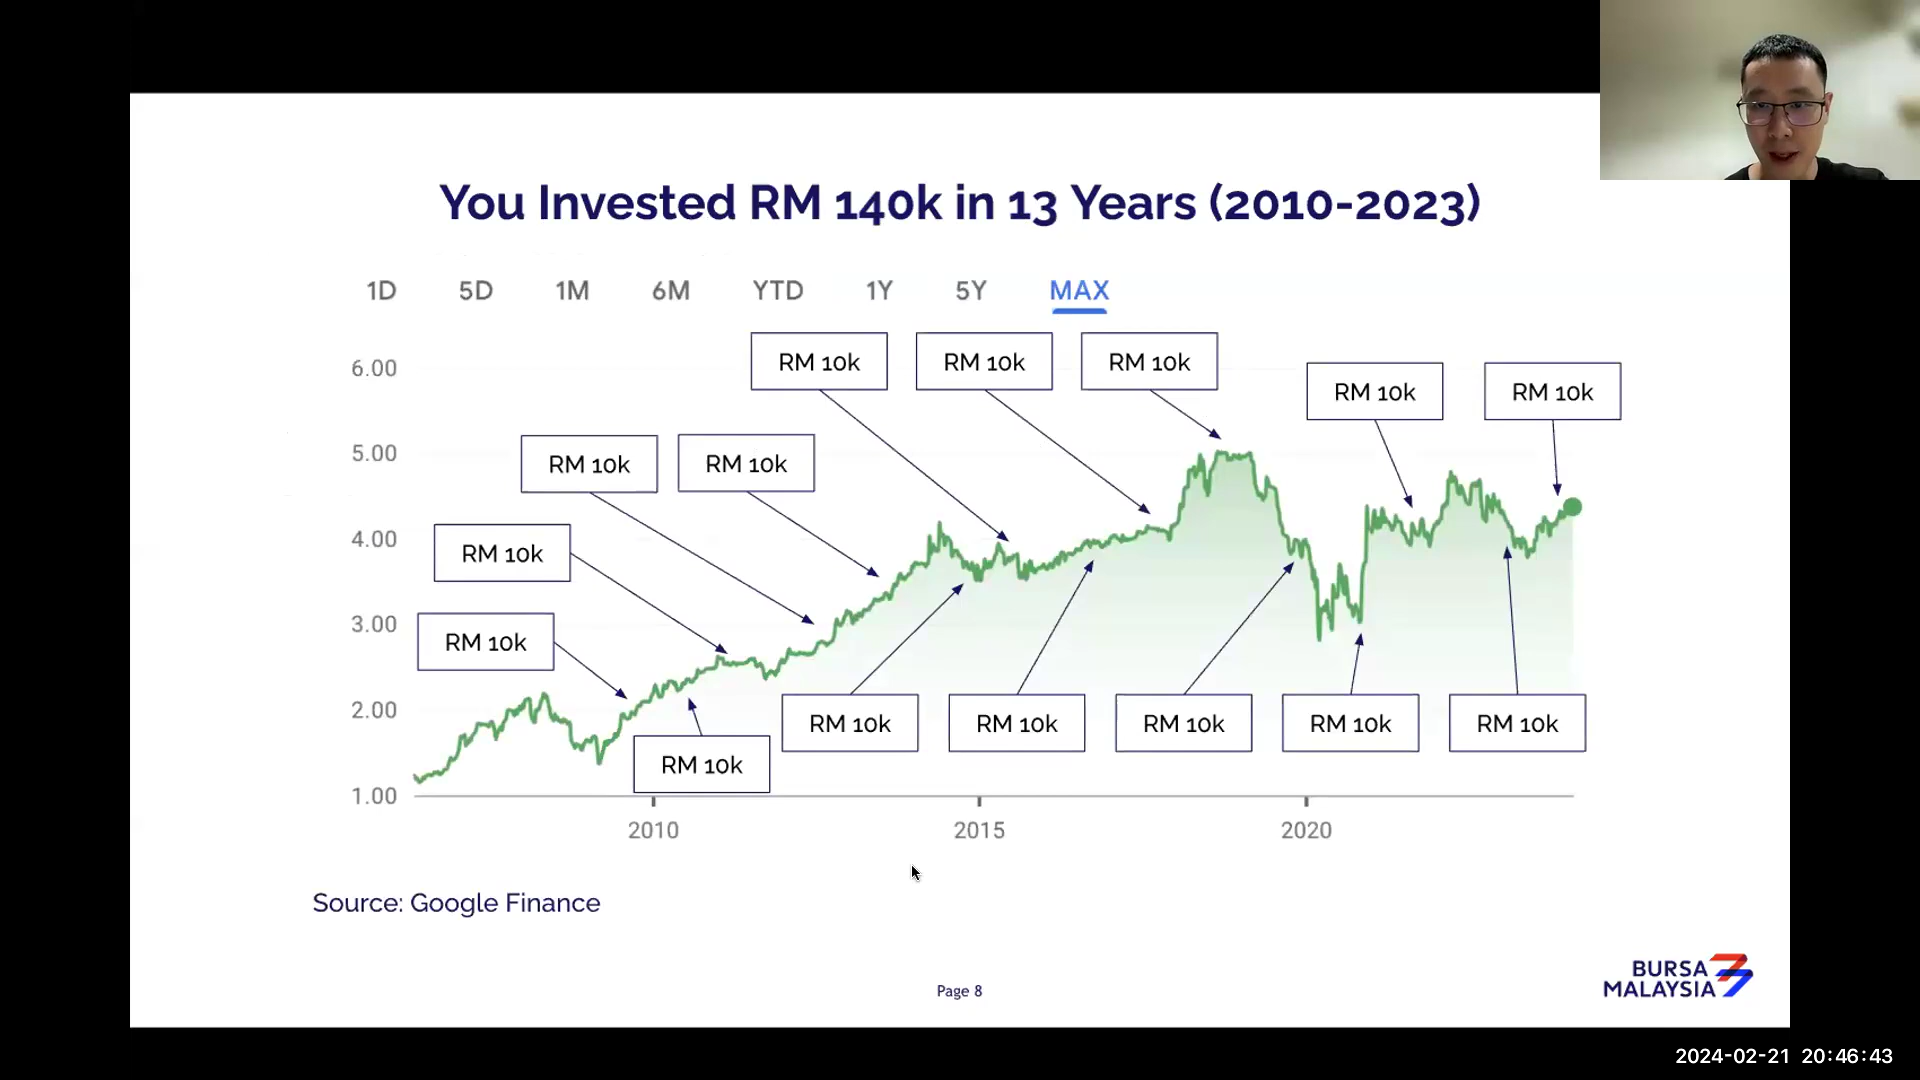 You Invested RM 140k in 13 Years (2010-2023)
1D 5D 1M 6M YTD 1Y 5Y MAX
RM 10k RM 10k RM 10k
6.00
RM 10k RM 10k
5.00
RM 10k RM 10k
4.00
RM 10k
3.00
RM 10k
2.00
RM 10k RM 10k RM 10k RM 10k RM 10k
RM 10k
1.00
2010 2015 2020
Source: Google Finance
BURSA
MALAYSIA
Page 8
2024-02-21 20:46:43